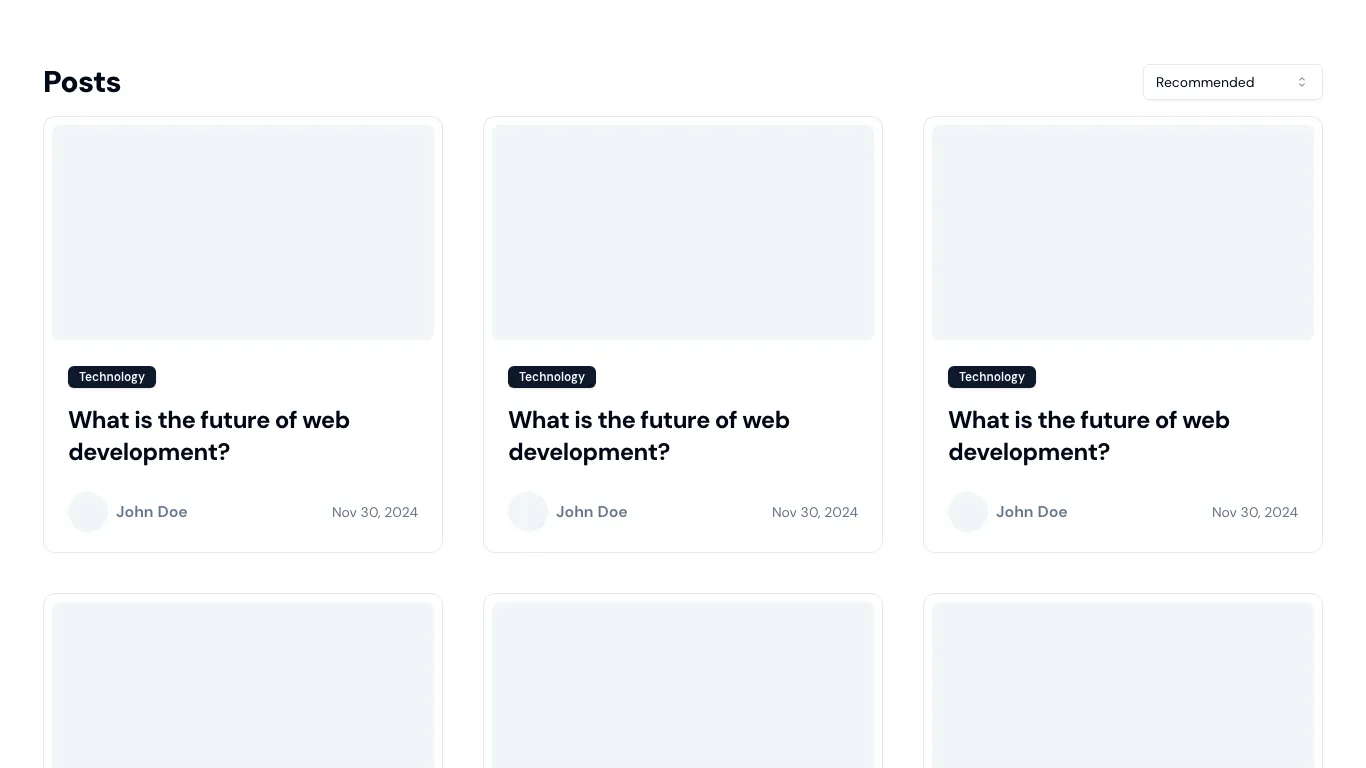 Posts
Recommended
Technology
What is the future of web
development?
John Doe
Nov 30, 2024
Technology
What is the future of web
development?
John Doe
Nov 30, 2024
Technology
What is the future of web
development?
John Doe
Nov 30, 2024